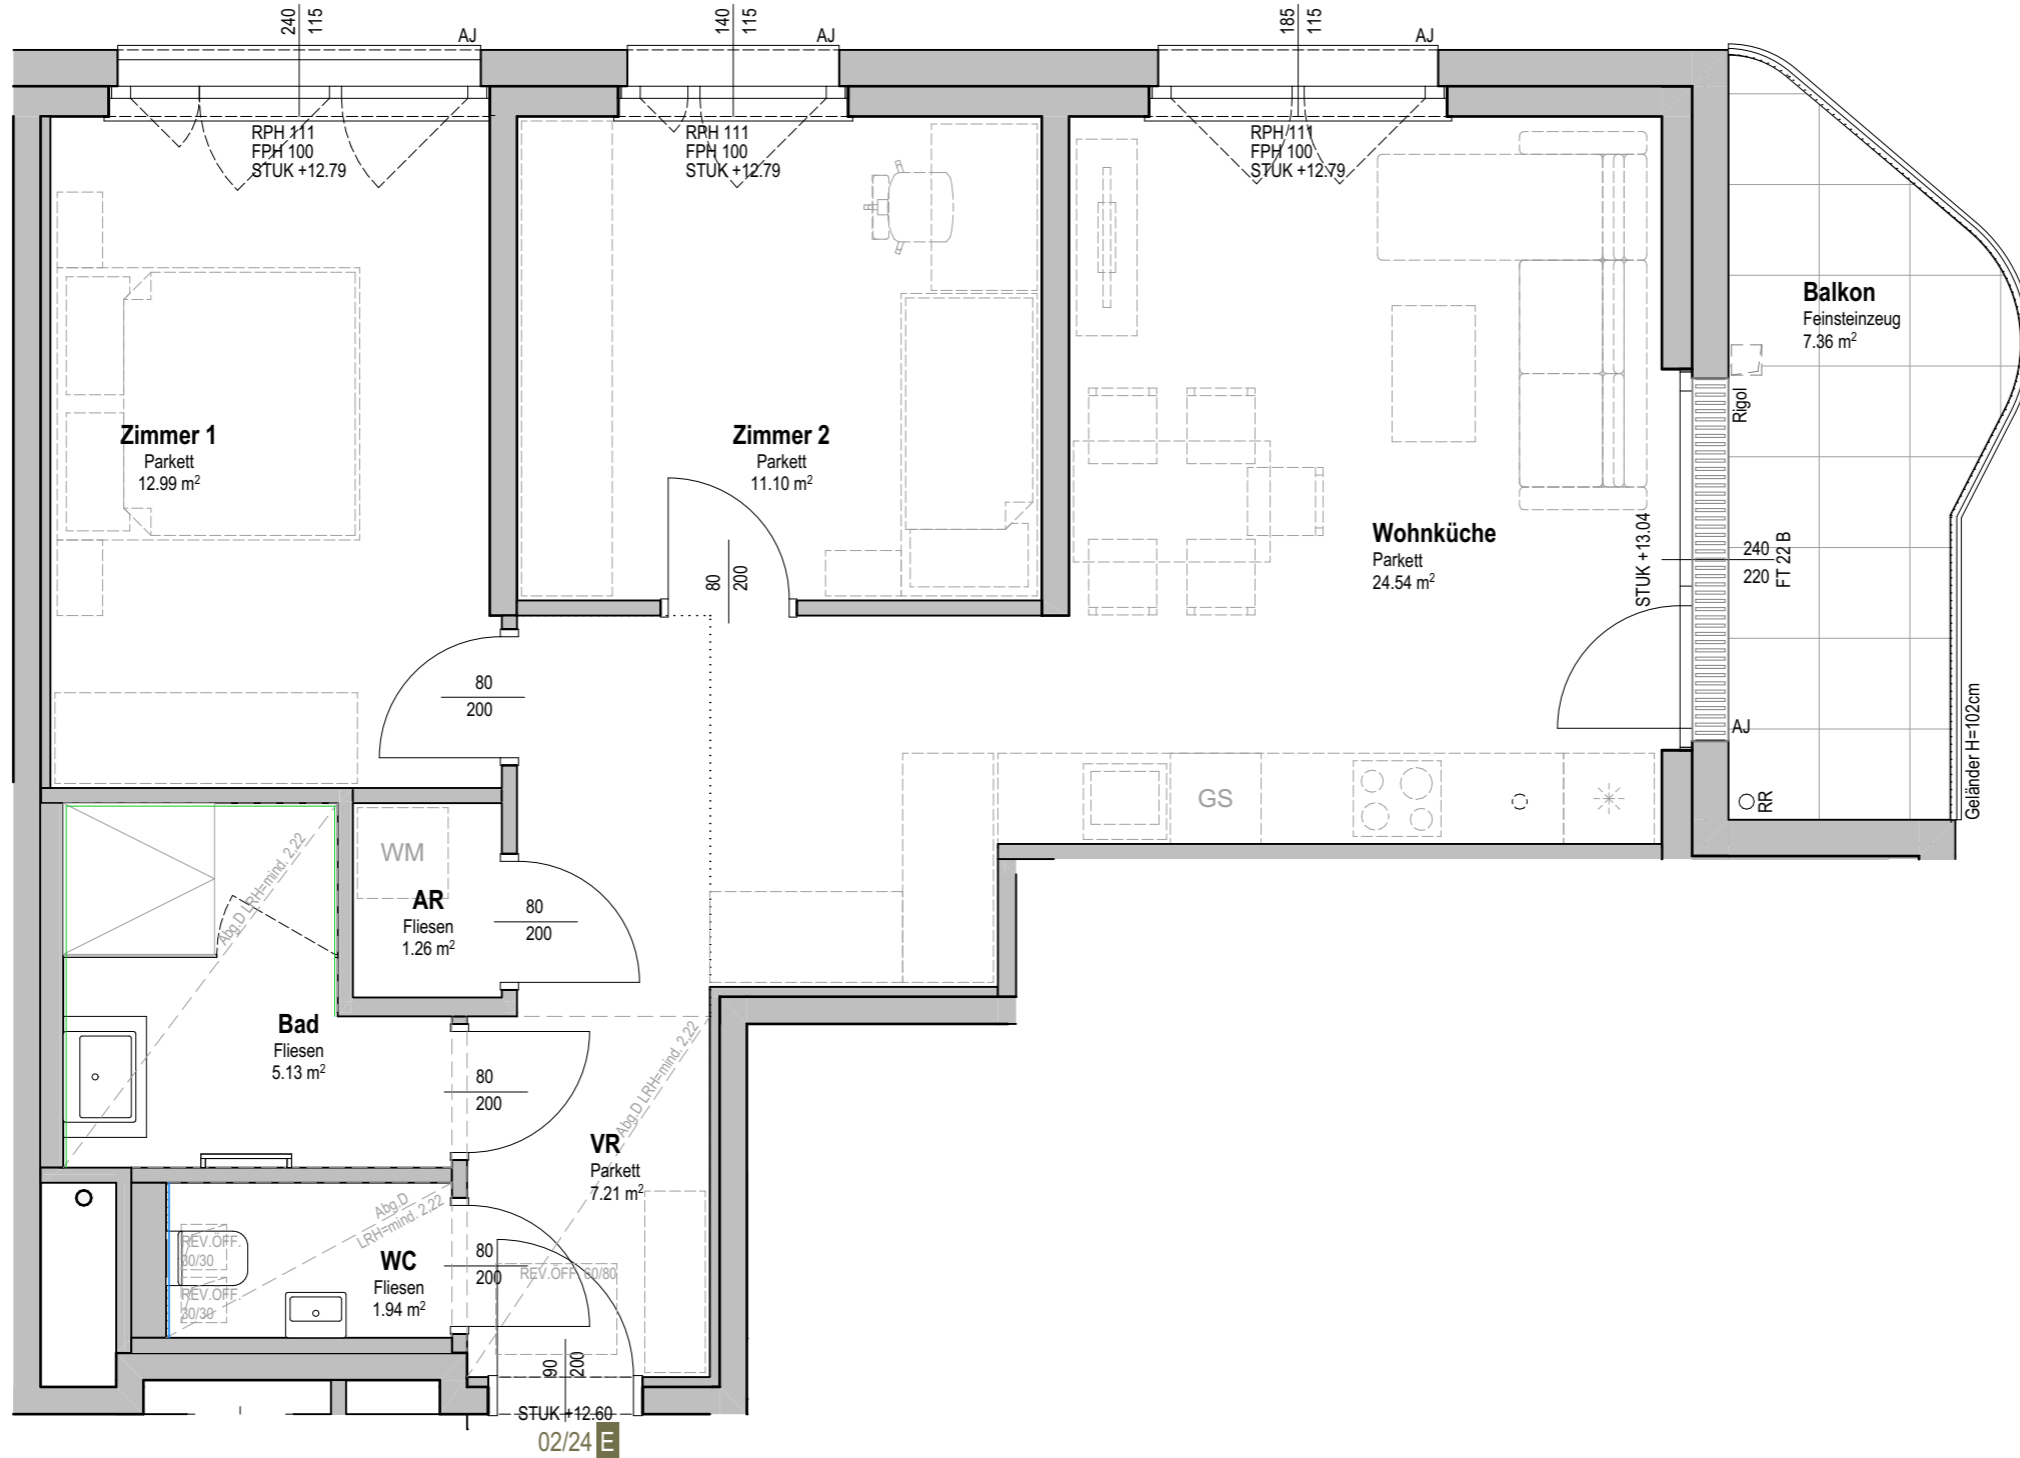 240
115
AJ
140
115
AJ
185
115
AJ
RPH 111
FPH 100
STUK +12.79
RPH 111
FPH 100
STUK +12.79
RPH 111
FPH 100
STUK +12.79
Balkon
Feinsteinzeug
7.36 m²
Rigol
Zimmer 1
Parkett
12.99 m²
Zimmer 2
Parkett
11.10 m²
Wohnküche
Parkett
24.54 m²
STUK +13.04
240
220
FT 22 B
80
200
80
200
AJ
RR
Geländer H=102cm
GS
WM
AR
Fliesen
1.26 m²
80
200
Abg.D LRH=mind. 2,22
Bad
Fliesen
5.13 m²
80
200
Abg.D LRH=mind. 2,22
VR
Parkett
7.21 m²
Abg.D
LRH=mind. 2,22
REV.ÖFF.
30/30
REV.ÖFF.
30/30
WC
Fliesen
1.94 m²
80
200
REV.ÖFF. 60/80
90
200
STUK +12.60
02/24 E